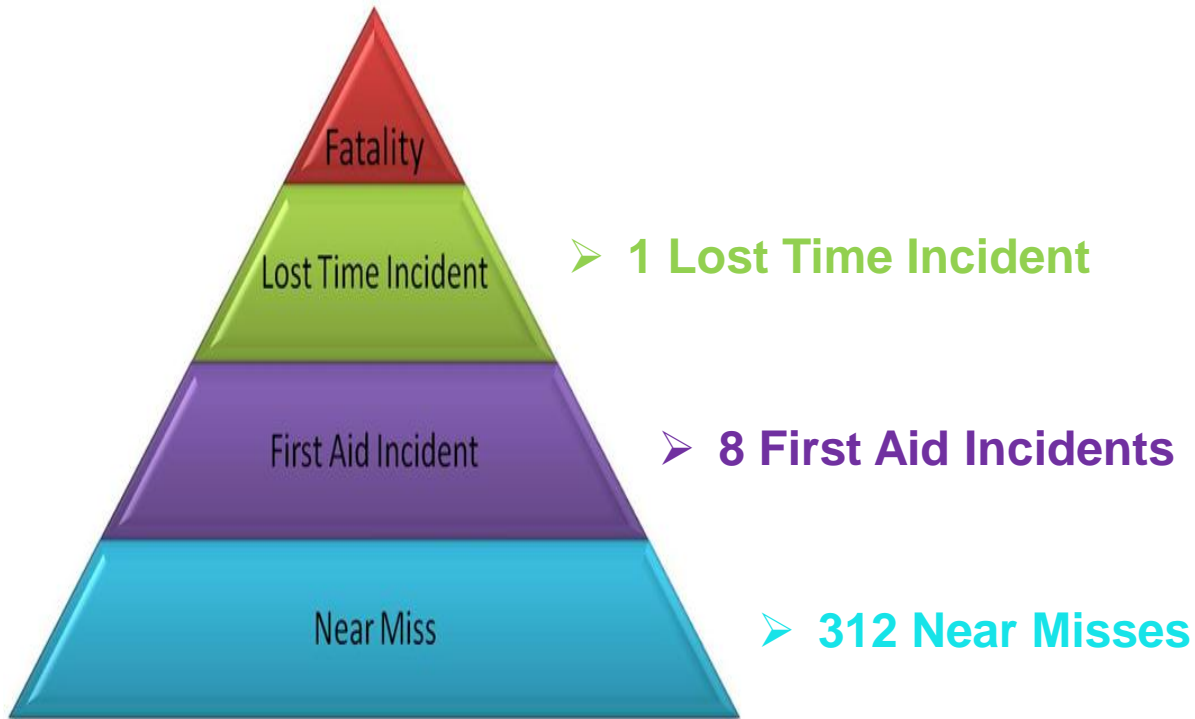 Fatality
Lost Time Incident
➢ 1 Lost Time Incident
First Aid Incident
➢ 8 First Aid Incidents
Near Miss
➢ 312 Near Misses